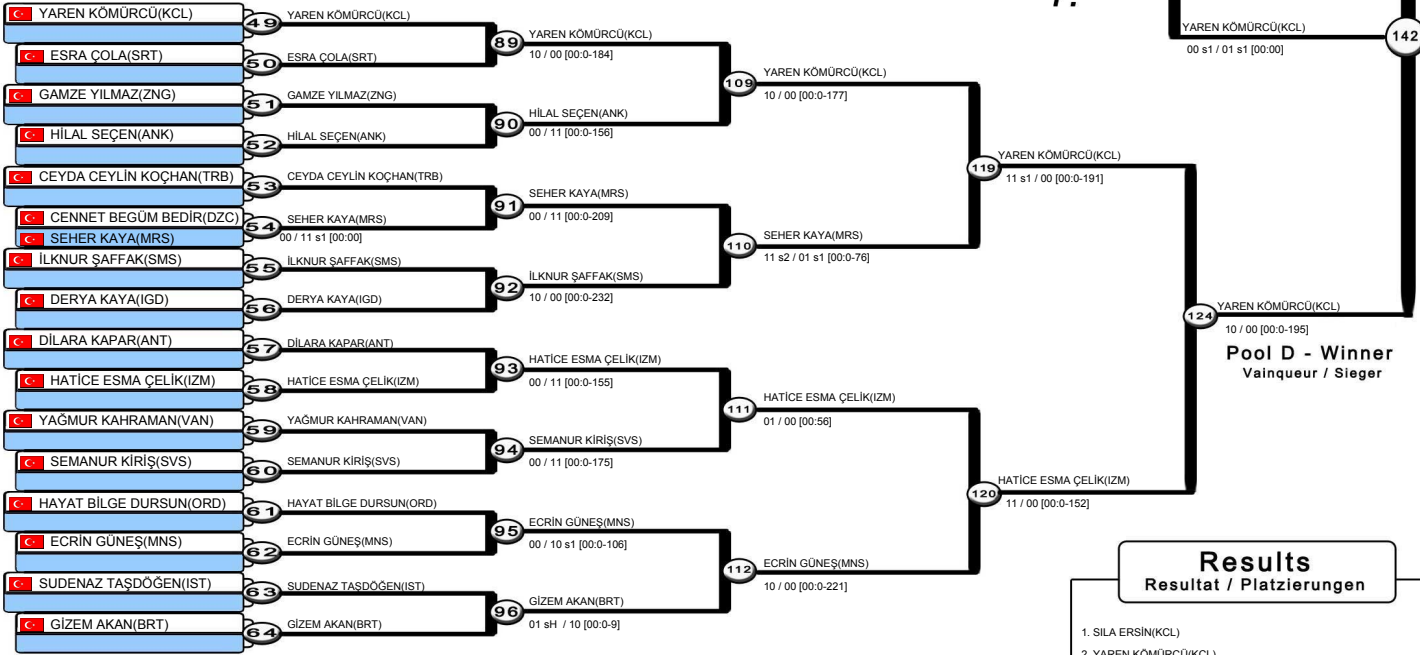 YAREN KÖMÜRCÜ(KCL)
ESRA ÇOLA(SRT)
GAMZE YILMAZ(ZNG)
HİLAL SEÇEN(ANK)
CEYDA CEYLİN KOÇHAN(TRB)
CENNET BEGÜM BEDİR(DZC)
SEHER KAYA(MRS)
İLKNUR ŞAFFAK(SMS)
DERYA KAYA(IGD)
DİLARA KAPAR(ANT)
HATİCE ESMA ÇELİK(IZM)
YAĞMUR KAHRAMAN(VAN)
SEMANUR KİRİŞ(SVS)
HAYAT BİLGE DURSUN(ORD)
ECRİN GÜNEŞ(MNS)
SUDENAZ TAŞDÖĞEN(IST)
GİZEM AKAN(BRT)
49 YAREN KÖMÜRCÜ(KCL)
50 ESRA ÇOLA(SRT)
51 GAMZE YILMAZ(ZNG)
52 HİLAL SEÇEN(ANK)
53 CEYDA CEYLİN KOÇHAN(TRB)
54 SEHER KAYA(MRS)
00 / 11 s1 [00:00]
55 İLKNUR ŞAFFAK(SMS)
56 DERYA KAYA(IGD)
57 DİLARA KAPAR(ANT)
58 HATİCE ESMA ÇELİK(IZM)
59 YAĞMUR KAHRAMAN(VAN)
60 SEMANUR KİRİŞ(SVS)
61 HAYAT BİLGE DURSUN(ORD)
62 ECRİN GÜNEŞ(MNS)
63 SUDENAZ TAŞDÖĞEN(IST)
64 GİZEM AKAN(BRT)
89 YAREN KÖMÜRCÜ(KCL)
10 / 00 [00:0-184]
90 HİLAL SEÇEN(ANK)
00 / 11 [00:0-156]
91 SEHER KAYA(MRS)
00 / 11 [00:0-209]
92 İLKNUR ŞAFFAK(SMS)
10 / 00 [00:0-232]
93 HATİCE ESMA ÇELİK(IZM)
00 / 11 [00:0-155]
94 SEMANUR KİRİŞ(SVS)
00 / 11 [00:0-175]
95 ECRİN GÜNEŞ(MNS)
00 / 10 s1 [00:0-106]
96 GİZEM AKAN(BRT)
01 sH / 10 [00:0-9]
109 YAREN KÖMÜRCÜ(KCL)
10 / 00 [00:0-177]
110 SEHER KAYA(MRS)
11 s2 / 01 s1 [00:0-76]
111 HATİCE ESMA ÇELİK(IZM)
01 / 00 [00:56]
112 ECRİN GÜNEŞ(MNS)
10 / 00 [00:0-221]
119 YAREN KÖMÜRCÜ(KCL)
11 s1 / 00 [00:0-191]
120 HATİCE ESMA ÇELİK(IZM)
11 / 00 [00:0-152]
124 YAREN KÖMÜRCÜ(KCL)
10 / 00 [00:0-195]
Pool D - Winner
Vainqueur / Sieger
YAREN KÖMÜRCÜ(KCL)
00 s1 / 01 s1 [00:00]
142
Results
Resultat / Platzierungen
1. SILA ERSİN(KCL)
2. YAREN KÖMÜRCÜ(KCL)